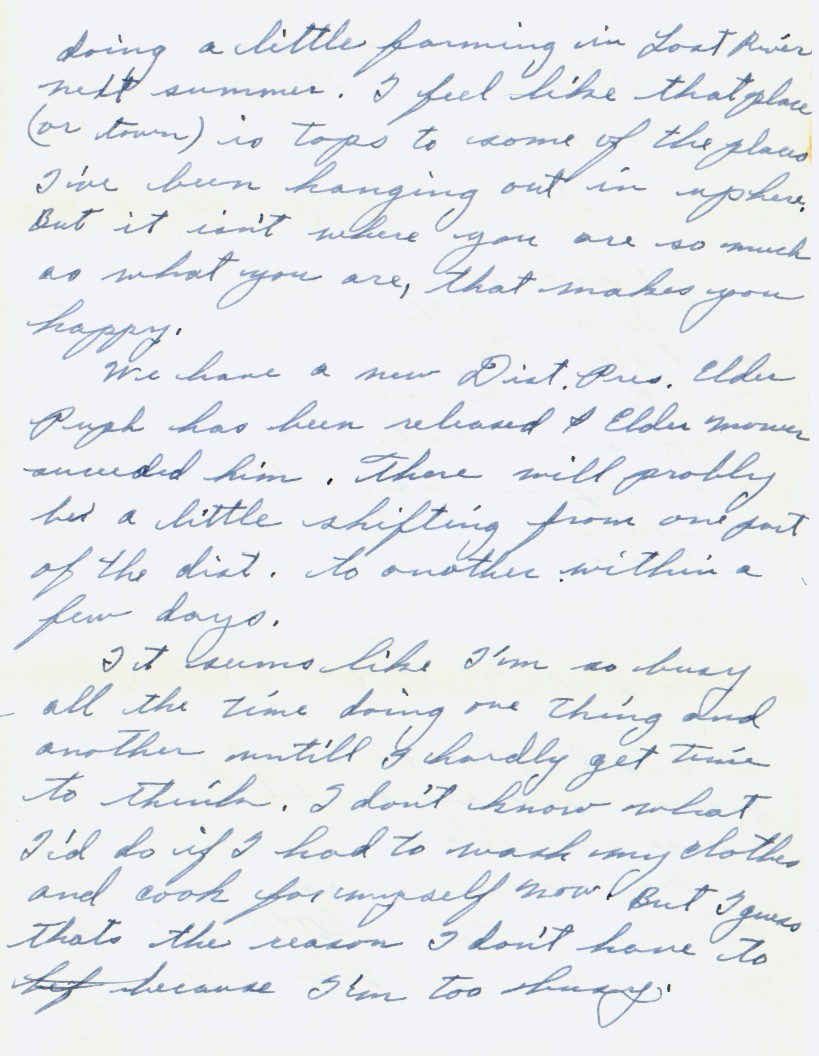 doing a little farming in Lost River
next summer. I feel like that place
(or town) is tops to some of the places
I've been hanging out in up here.
But it isn't where you are so much
as what you are, that makes you
happy.
We have a new Dist. Pres. Elder
Pugh has been released & Elder Mower
succeeded him. There will probly
be a little shifting from one part
of the dist. to another within a
few days.
It seems like I'm so busy
all the time doing one thing and
another untill I hardly get time
to think. I don't know what
I'd do if I had to wash my clothes
and cook for myself now. But I guess
thats the reason I don't have to
because I'm too busy.